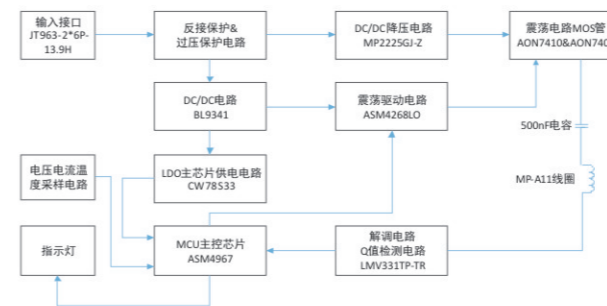 输入接口
JT963-2*6P-
13.9H
反接保护&
过压保护电路
DC/DC降压电路
MP2225GJ-Z
震荡电路MOS管
AON7410&AON740
DC/DC电路
BL9341
震荡驱动电路
ASM4268LO
500nF电容
电压电流温
度采样电路
LDO主芯片供电电路
CW78S33
MP-A11线圈
指示灯
MCU主控芯片
ASM4967
解调电路
Q值检测电路
LMV331TP-TR